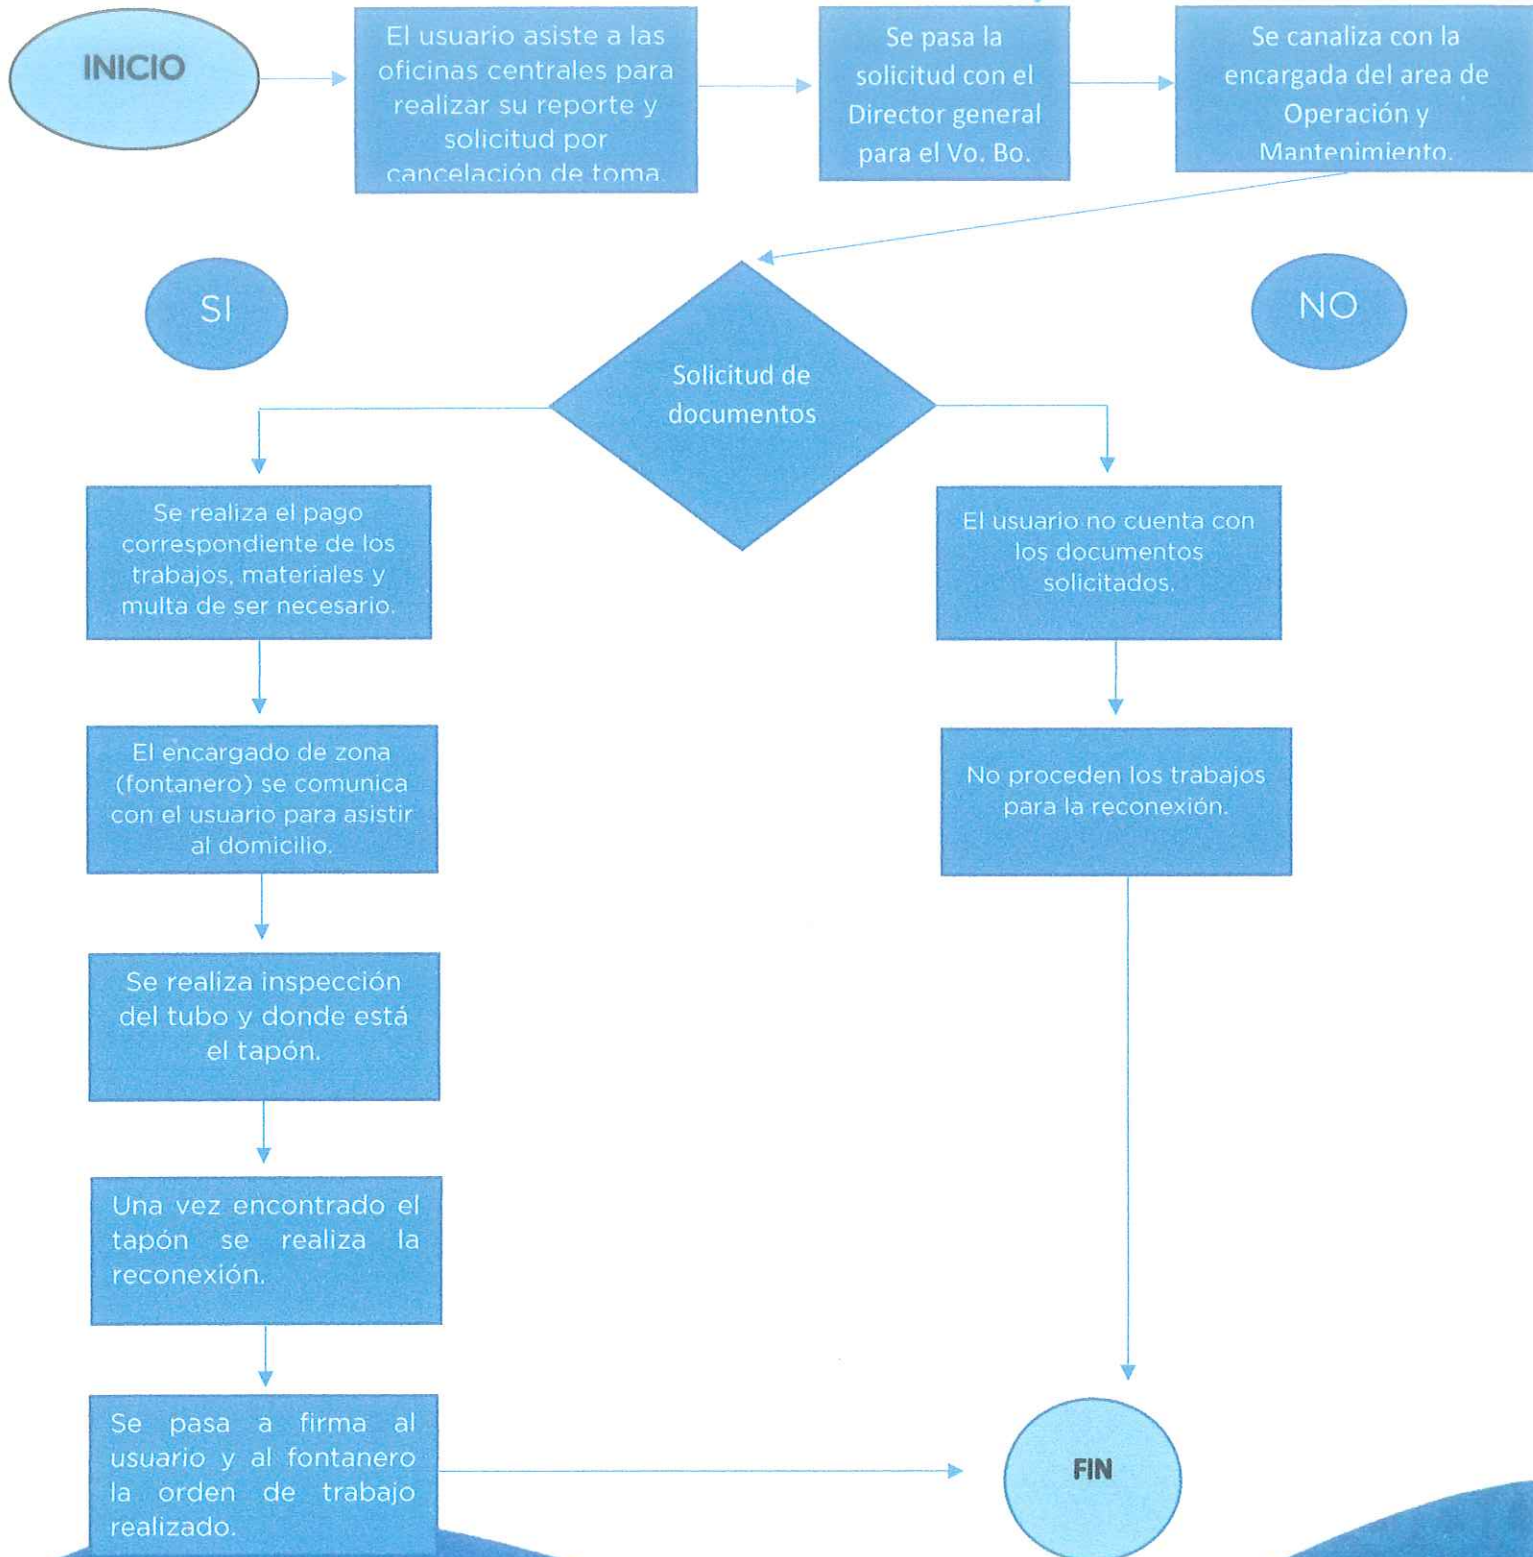 INICIO
El usuario asiste a las
oficinas centrales para
realizar su reporte y
solicitud por
cancelación de toma.
Se pasa la
solicitud con el
Director general
para el Vo. Bo.
Se canaliza con la
encargada del area de
Operación y
Mantenimiento.
SI
NO
Solicitud de
documentos
Se realiza el pago
correspondiente de los
trabajos, materiales y
multa de ser necesario.
El usuario no cuenta con
los documentos
solicitados.
El encargado de zona
(fontanero) se comunica
con el usuario para asistir
al domicilio.
No proceden los trabajos
para la reconexión.
Se realiza inspección
del tubo y donde está
el tapón.
Una vez encontrado el
tapón se realiza la
reconexión.
Se pasa a firma al
usuario y al fontanero
la orden de trabajo
realizado.
FIN